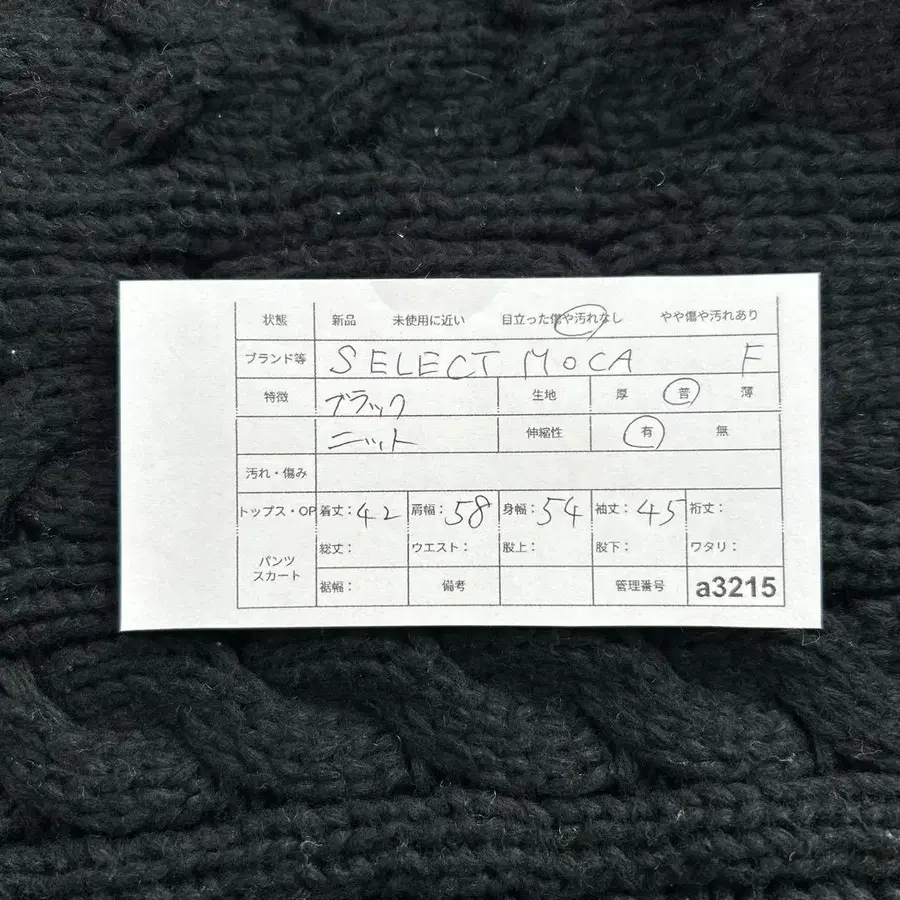 状態 新品 未使用に近い 目立った傷や汚れなし やや傷や汚れあり
ブランド等 SELECT MOCA F
特徴 ブラック 生地 厚 普 薄
ニット 伸縮性 有 無
汚れ・傷み
トップス・OP 着丈：42 肩幅：58 身幅：54 袖丈：45 裄丈：
パンツ スカート 総丈： ウエスト： 股上： 股下： ワタリ：
裾幅： 備考 管理番号 a3215